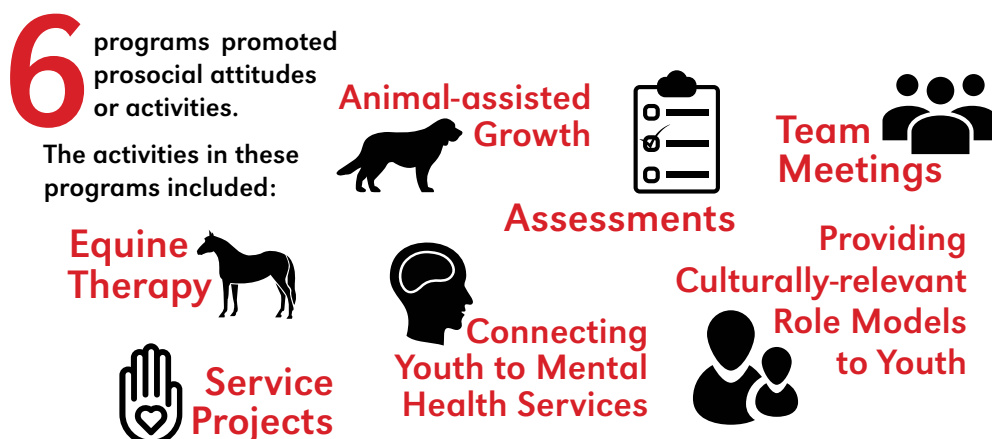 6 programs promoted
prosocial attitudes
or activities.
The activities in these
programs included:
Animal-assisted
Growth
Assessments
Team
Meetings
Equine
Therapy
Connecting
Youth to Mental
Health Services
Providing
Culturally-relevant
Role Models
to Youth
Service
Projects